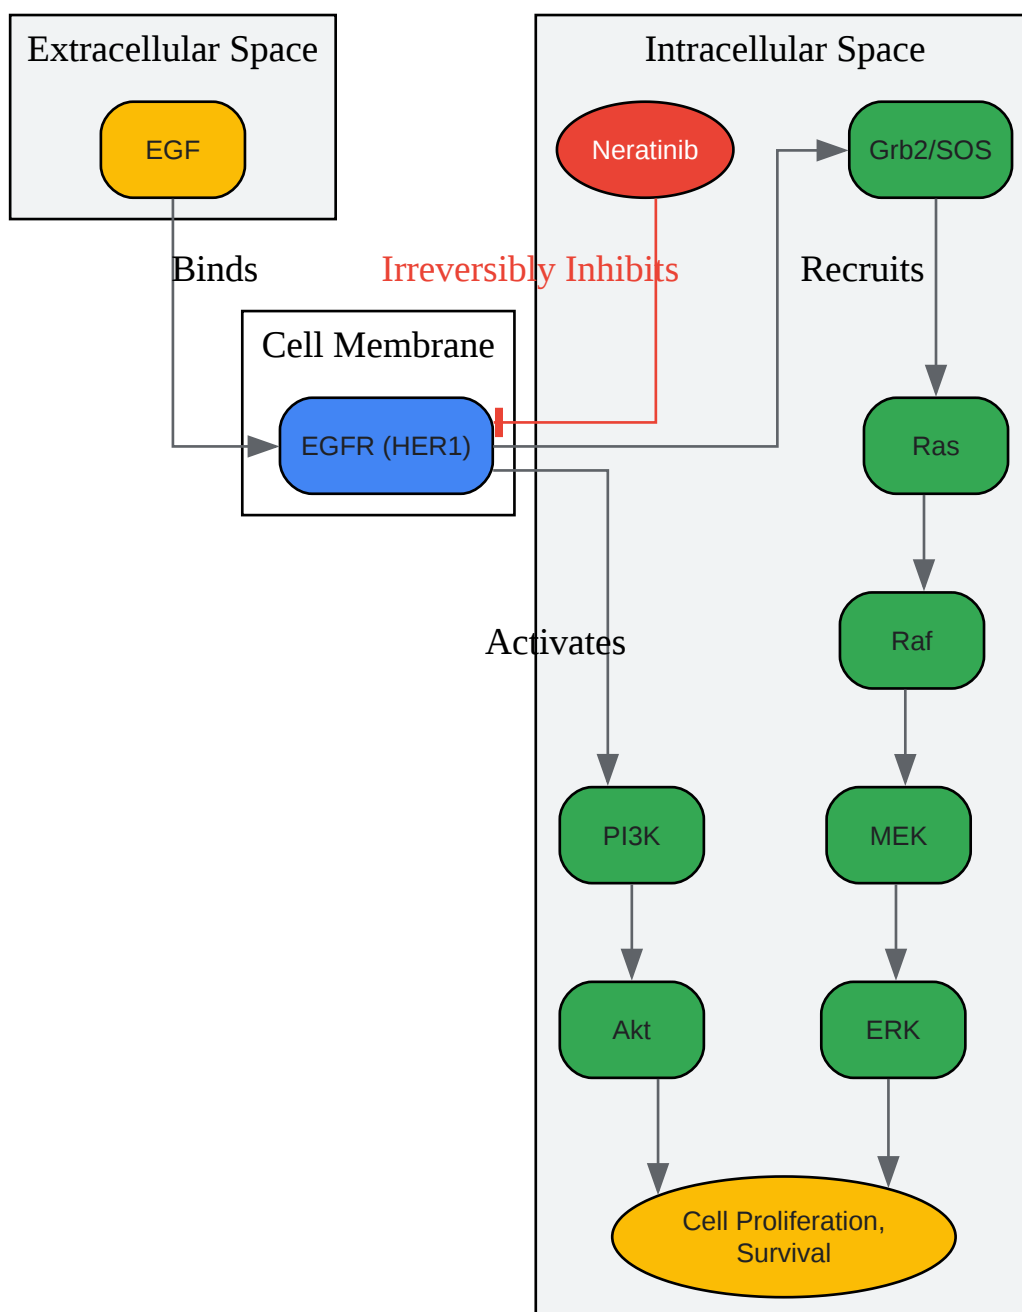 Extracellular Space
Intracellular Space
EGF
Neratinib
Grb2/SOS
Binds
Irreversibly Inhibits
Recruits
Cell Membrane
EGFR (HER1)
Ras
Activates
Raf
PI3K
MEK
Akt
ERK
Cell Proliferation,
Survival